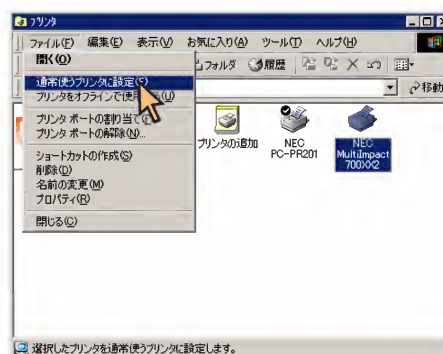 プリンタ
ファイル(F) 編集(E) 表示(V) お気に入り(A) ツール(T) ヘルプ(H)
フォルダ 履歴
移動
開く(O)
通常使うプリンタに設定(F)
プリンタをオフラインで使用する(U)
プリンタ ポートの割り当て(P)
プリンタ ポートの解除(N)...
ショートカットの作成(S)
削除(D)
名前の変更(M)
プロパティ(R)
閉じる(C)
プリンタの追加
NEC
PC-PR201
NEC
MultiImpact
700XX2
選択したプリンタを通常使うプリンタに設定します。